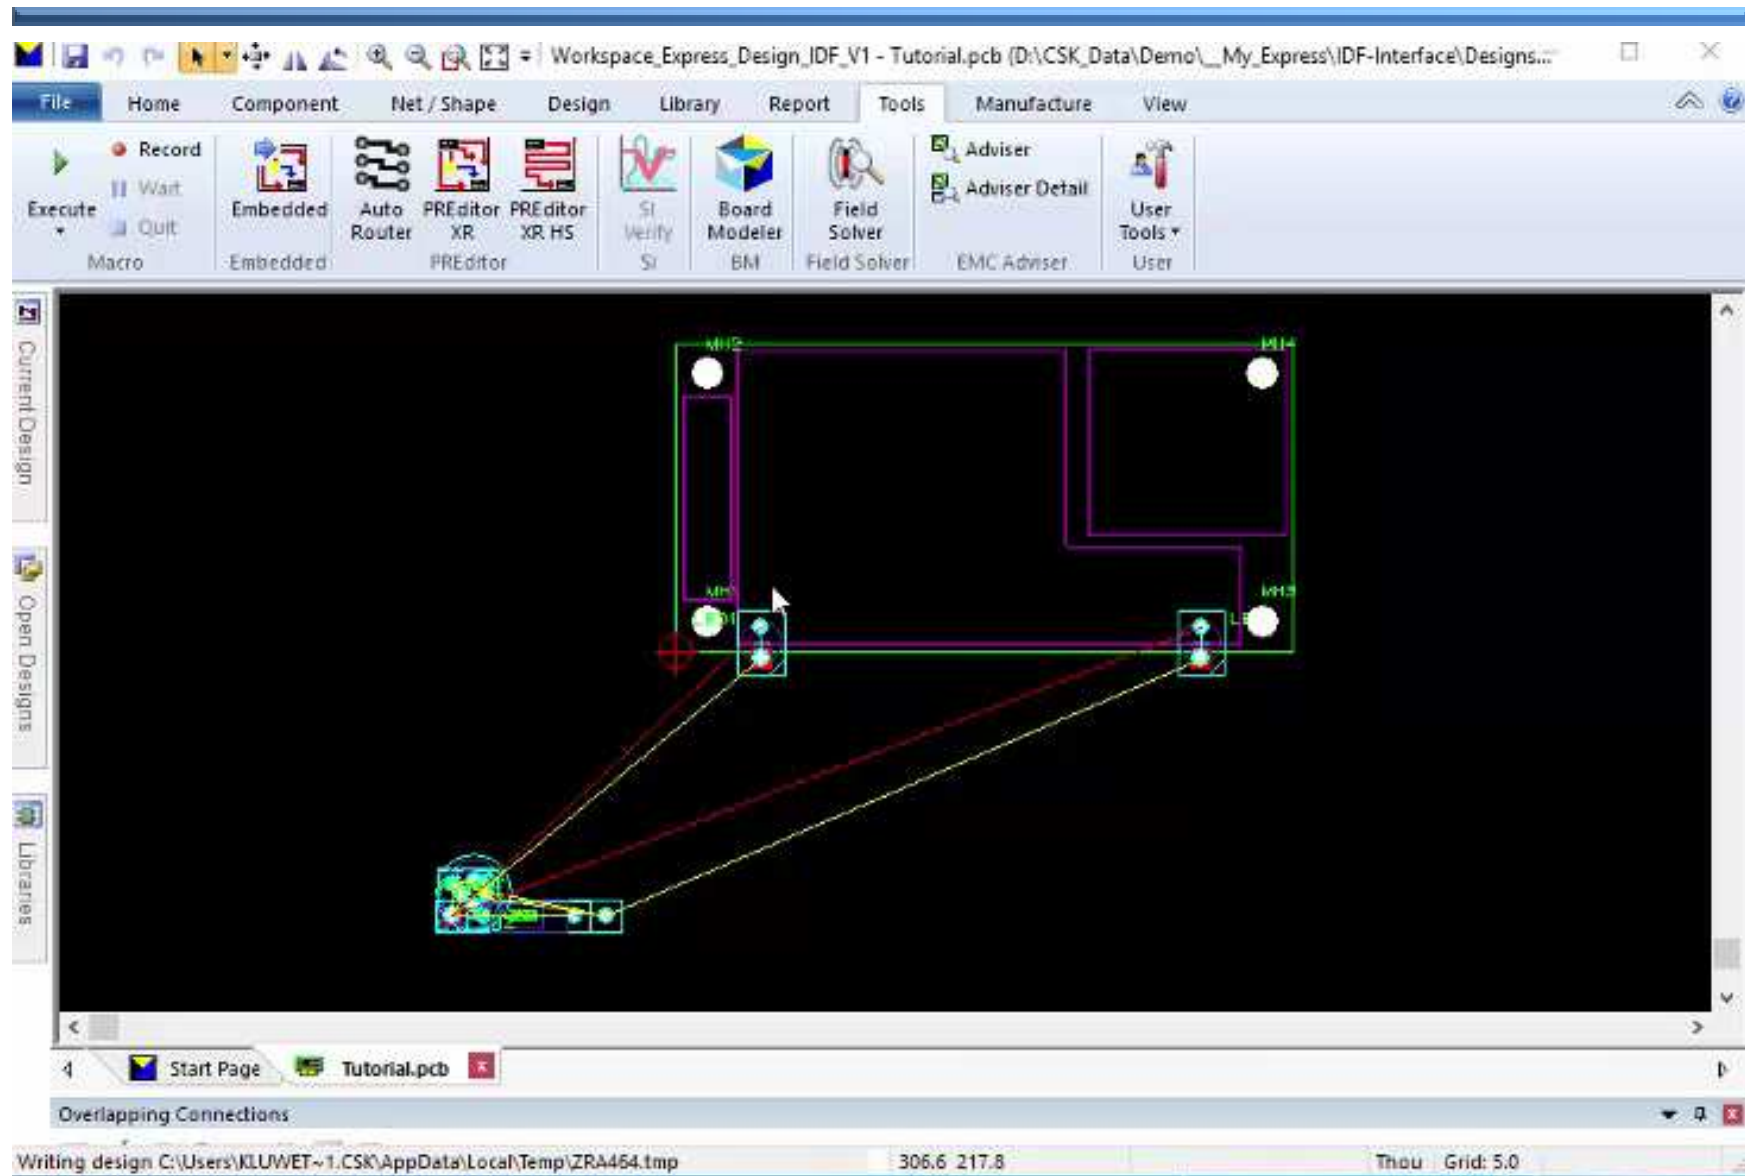 Workspace_Express_Design_IDF_V1 - Tutorial.pcb (D:\CSK_Data\Demo\__My_Express\IDF-Interface\Designs...
File Home Component Net / Shape Design Library Report Tools Manufacture View
Execute
Record
Wait
Quit
Macro
Embedded
Embedded
Auto Router
PREditor XR
PREditor XR HS
PREditor
SI Verify
SI
Board Modeler
BM
Field Solver
Field Solver
Adviser
Adviser Detail
EMC Adviser
User Tools
User
Current Design
Open Designs
Libraries
MH4
MH3
Start Page Tutorial.pcb
Overlapping Connections
Writing design C:\Users\KLUWET~1.CSK\AppData\Local\Temp\ZRA464.tmp 306.6 217.8 Thou Grid: 5.0